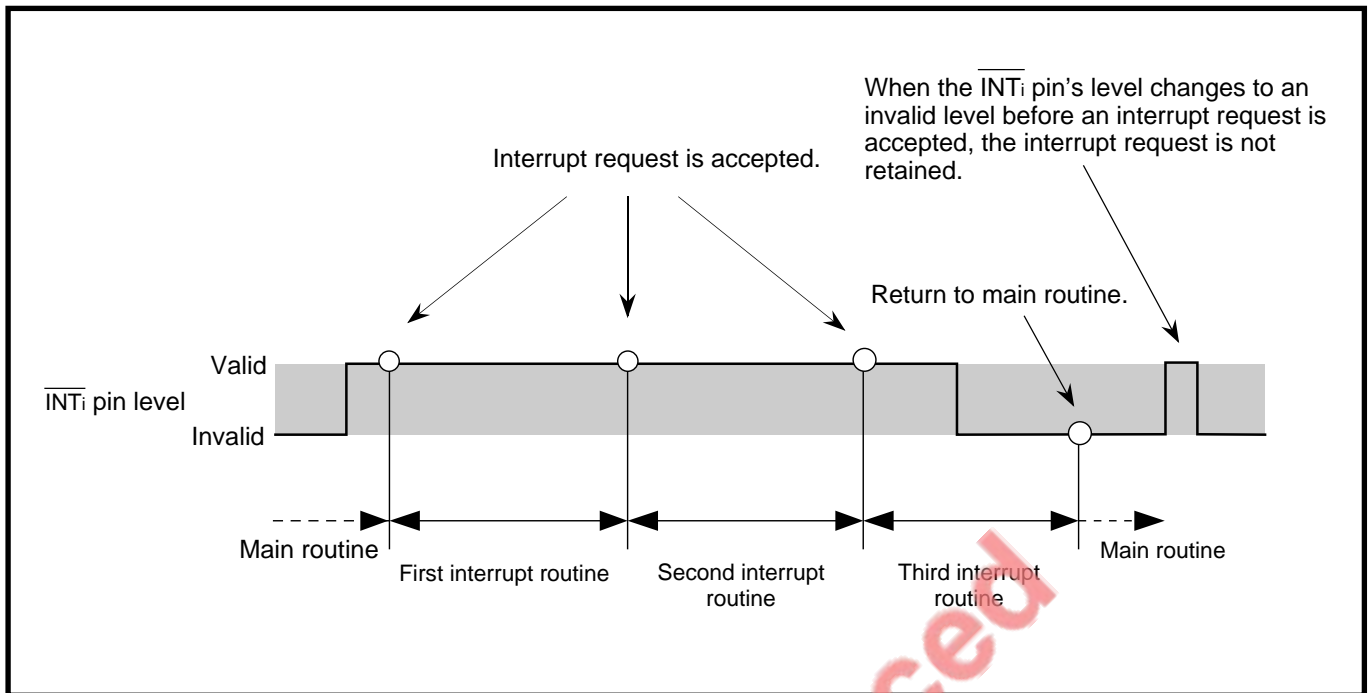 When the INTi pin’s level changes to an
invalid level before an interrupt request is
accepted, the interrupt request is not
retained.
Interrupt request is accepted.
Return to main routine.
Valid
INTi pin level
Invalid
Main routine
First interrupt routine
Second interrupt
routine
Third interrupt
routine
Main routine
ced